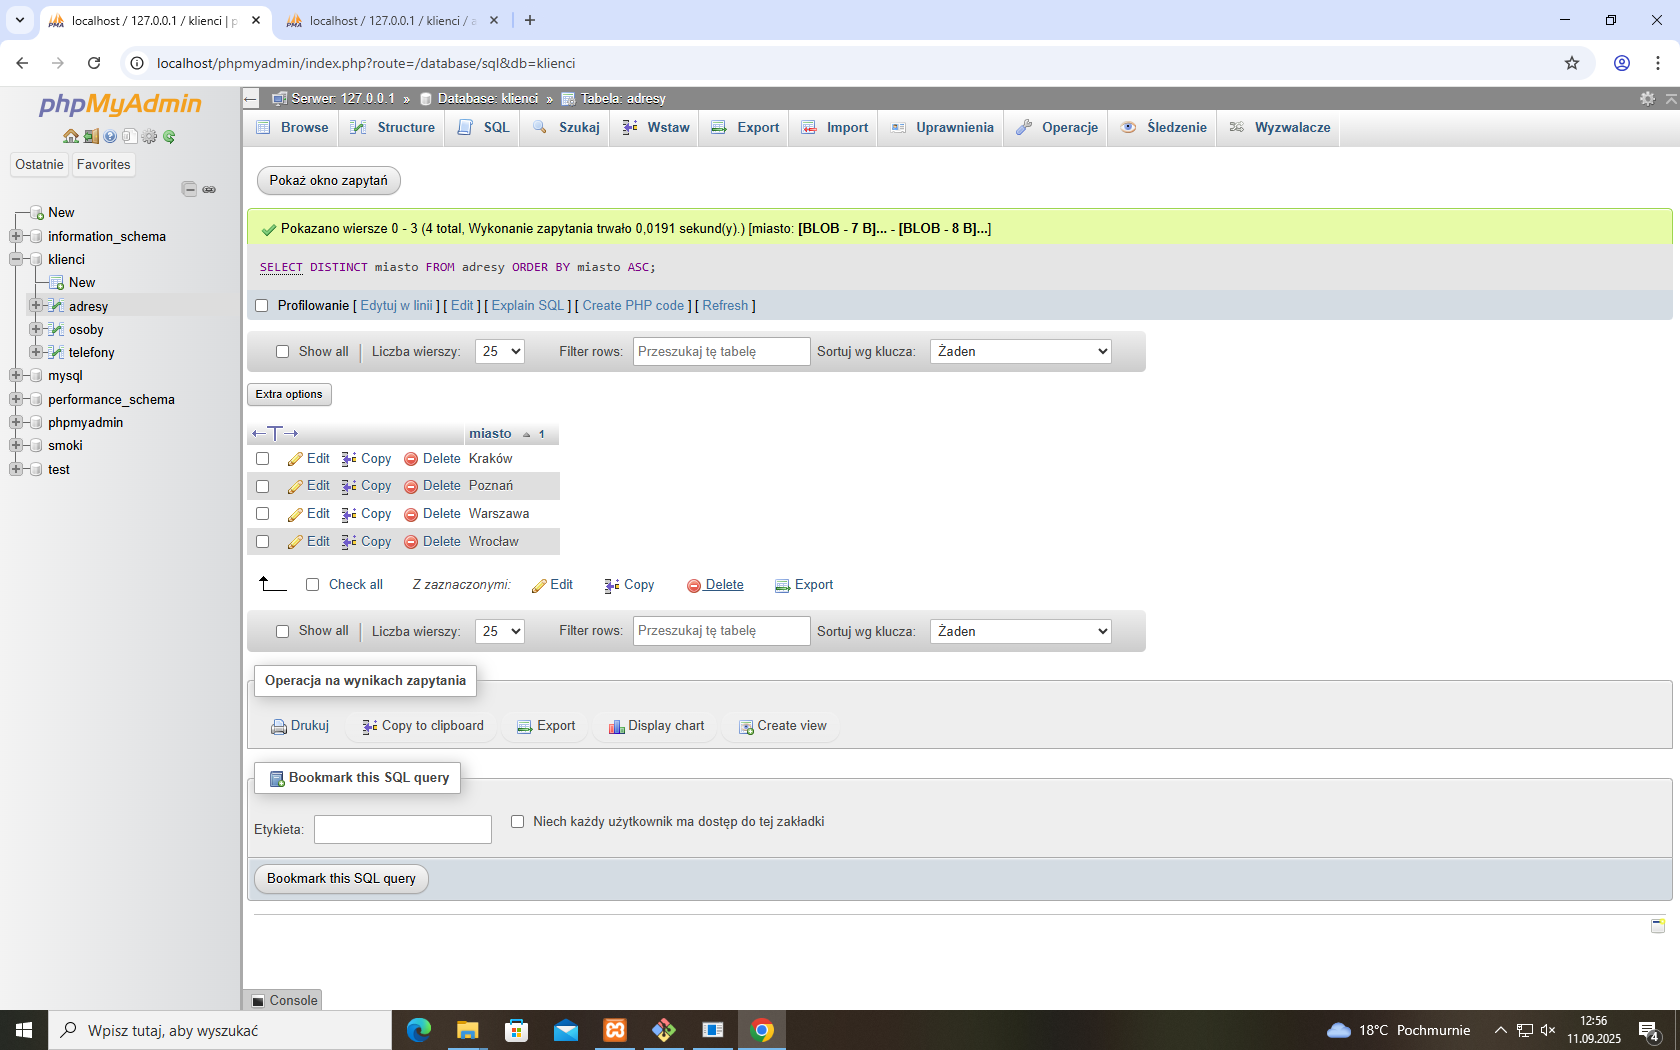 localhost / 127.0.0.1 / klienci | p
localhost / 127.0.0.1 / klienci / a
localhost/phpmyadmin/index.php?route=/database/sql&db=klienci
phpMyAdmin
Ostatnie Favorites
New
information_schema
klienci
New
adresy
osoby
telefony
mysql
performance_schema
phpmyadmin
smoki
test
Serwer: 127.0.0.1 » Database: klienci » Tabela: adresy
Browse Structure SQL Szukaj Wstaw Export Import Uprawnienia Operacje Śledzenie Wyzwalacze
Pokaż okno zapytań
Pokazano wiersze 0 - 3 (4 total, Wykonanie zapytania trwało 0,0191 sekund(y).) [miasto: [BLOB - 7 B]... - [BLOB - 8 B]...]
SELECT DISTINCT miasto FROM adresy ORDER BY miasto ASC;
Profilowanie [ Edytuj w linii ] [ Edit ] [ Explain SQL ] [ Create PHP code ] [ Refresh ]
Show all Liczba wierszy: 25 Filter rows: Przeszukaj tę tabelę Sortuj wg klucza: Żaden
Extra options
←T→ miasto 1
Edit Copy Delete Kraków
Edit Copy Delete Poznań
Edit Copy Delete Warszawa
Edit Copy Delete Wrocław
Check all Z zaznaczonymi: Edit Copy Delete Export
Show all Liczba wierszy: 25 Filter rows: Przeszukaj tę tabelę Sortuj wg klucza: Żaden
Operacja na wynikach zapytania
Drukuj Copy to clipboard Export Display chart Create view
Bookmark this SQL query
Etykieta: Niech każdy użytkownik ma dostęp do tej zakładki
Bookmark this SQL query
Console
Wpisz tutaj, aby wyszukać
18°C Pochmurnie
12:56
11.09.2025
4